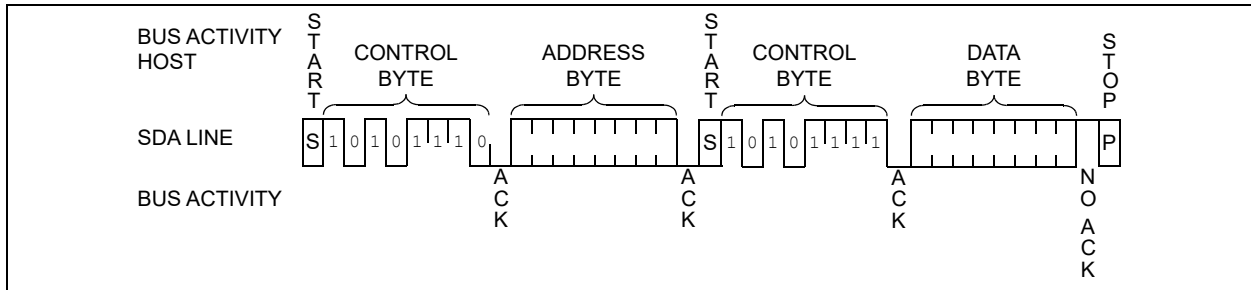 BUS ACTIVITY
HOST
START
CONTROL
BYTE
ADDRESS
BYTE
START
CONTROL
BYTE
DATA
BYTE
STOP
SDA LINE
S 1 0 1 0 1 1 1 0
S 1 0 1 0 1 1 1 1
P
BUS ACTIVITY
ACK
ACK
ACK
NO ACK